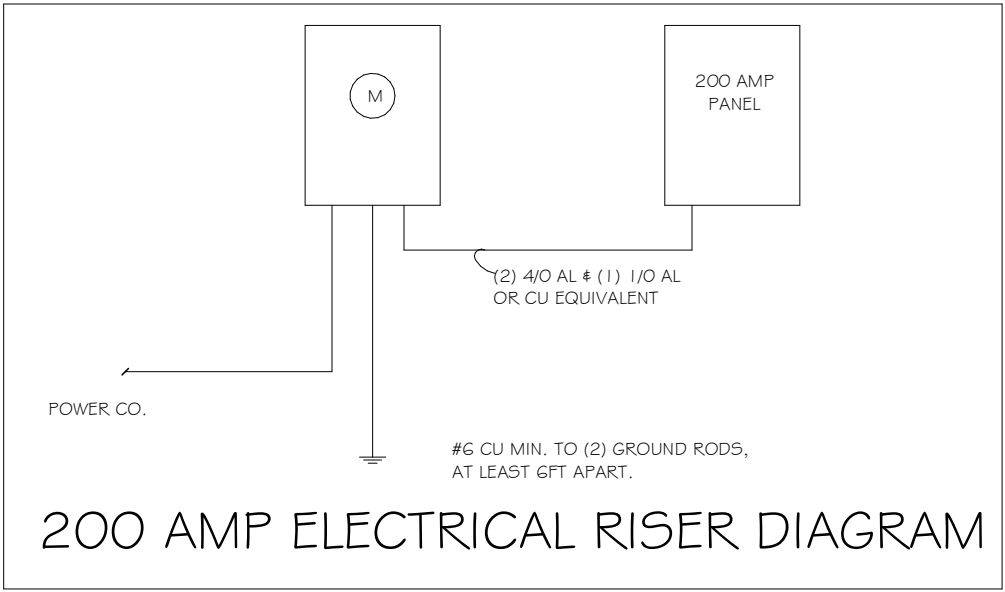 M
200 AMP
PANEL
(2) 4/0 AL & (1) 1/0 AL
OR CU EQUIVALENT
POWER CO.
#6 CU MIN. TO (2) GROUND RODS,
AT LEAST 6FT APART.
200 AMP ELECTRICAL RISER DIAGRAM